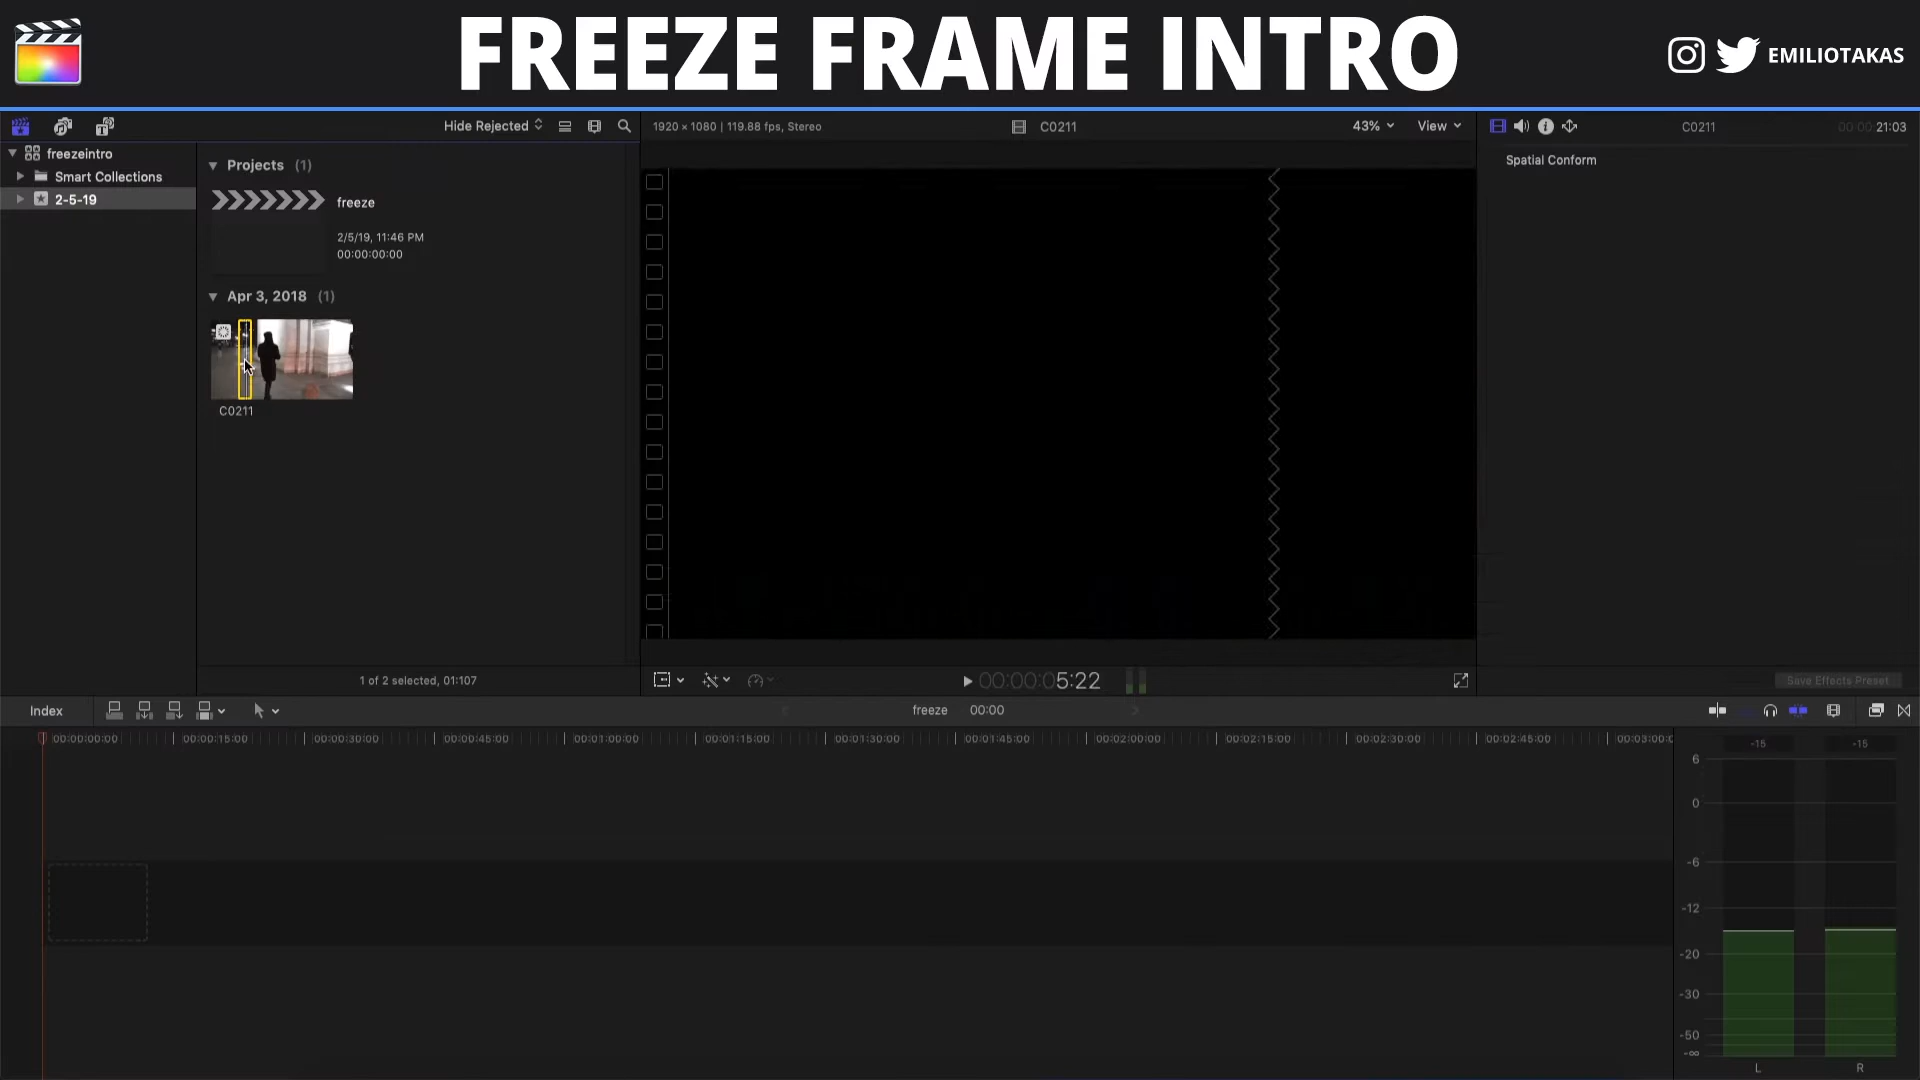 FREEZE FRAME INTRO
EMILIOTAKAS
Hide Rejected
1920 × 1080 | 119.88 fps, Stereo
C0211
43%
View
C0211
00:00:21:03
freezeintro
Smart Collections
2-5-19
Projects (1)
freeze
2/5/19, 11:46 PM
00:00:00:00
Apr 3, 2018 (1)
C0211
Spatial Conform
1 of 2 selected, 01:107
00:00:05:22
Save Effects Preset
Index
freeze
00:00
00:00:00:00
00:00:15:00
00:00:30:00
00:00:45:00
00:01:00:00
00:01:15:00
00:01:30:00
00:01:45:00
00:02:00:00
00:02:15:00
00:02:30:00
00:02:45:00
00:03:00:0
-15
-15
6
0
-6
-12
-20
-30
-50
-∞
L
R